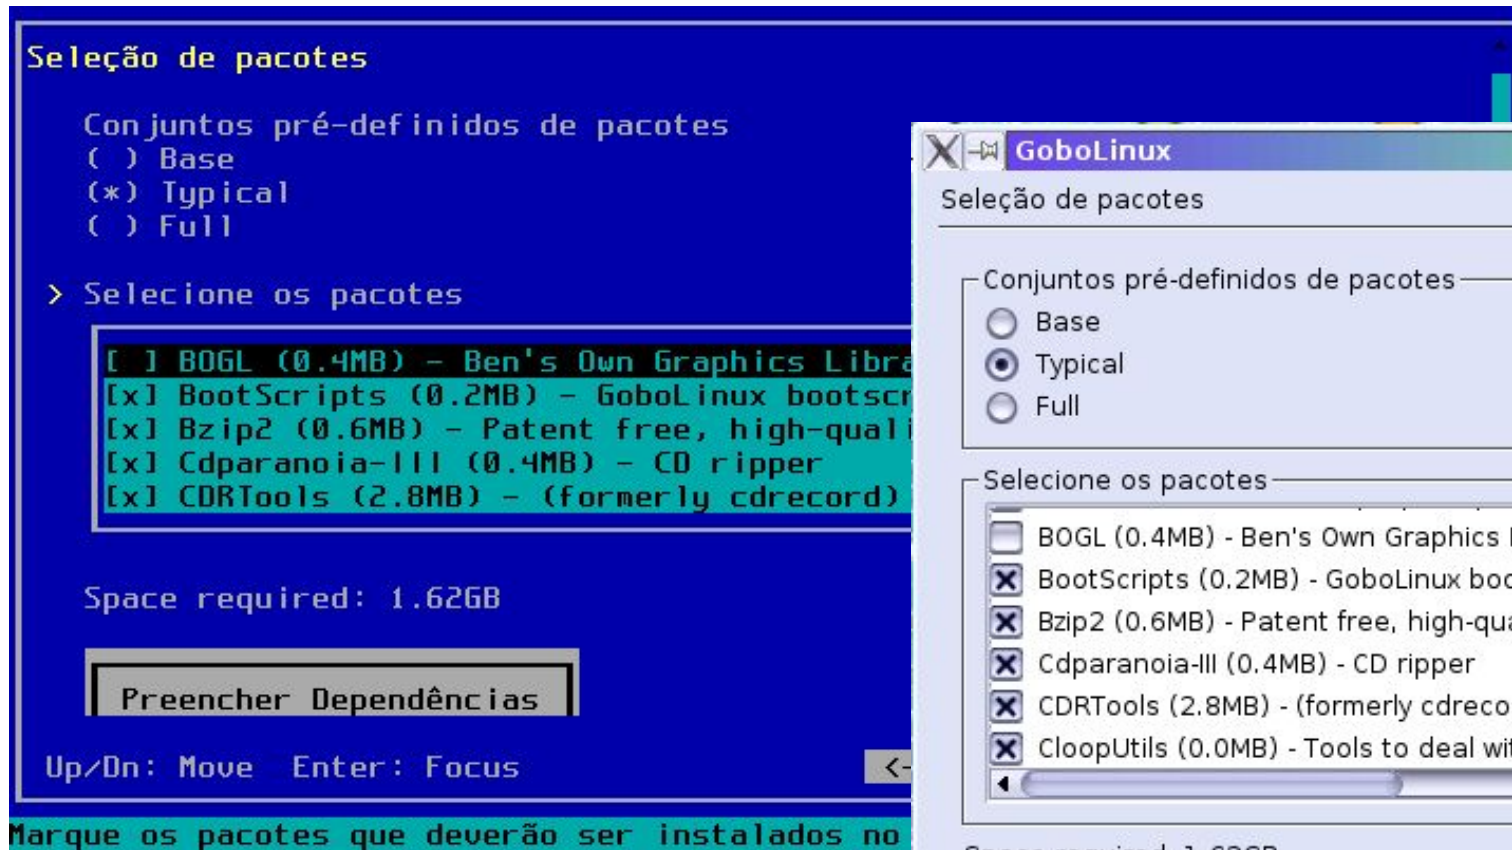 Seleção de pacotes
Conjuntos pré-definidos de pacotes
( ) Base
(*) Typical
( ) Full
> Selecione os pacotes
[ ] BOGL (0.4MB) - Ben's Own Graphics Libra
[x] BootScripts (0.2MB) - GoboLinux bootscr
[x] Bzip2 (0.6MB) - Patent free, high-quali
[x] Cdparanoia-III (0.4MB) - CD ripper
[x] CDRTools (2.8MB) - (formerly cdrecord)
Space required: 1.62GB
Preencher Dependências
Up/Dn: Move Enter: Focus
<-
Marque os pacotes que deverão ser instalados no
GoboLinux
Seleção de pacotes
Conjuntos pré-definidos de pacotes
Base
Typical
Full
Selecione os pacotes
BOGL (0.4MB) - Ben's Own Graphics
BootScripts (0.2MB) - GoboLinux boo
Bzip2 (0.6MB) - Patent free, high-qua
Cdparanoia-III (0.4MB) - CD ripper
CDRTools (2.8MB) - (formerly cdreco
CloopUtils (0.0MB) - Tools to deal wit
Space required: 1.62GB